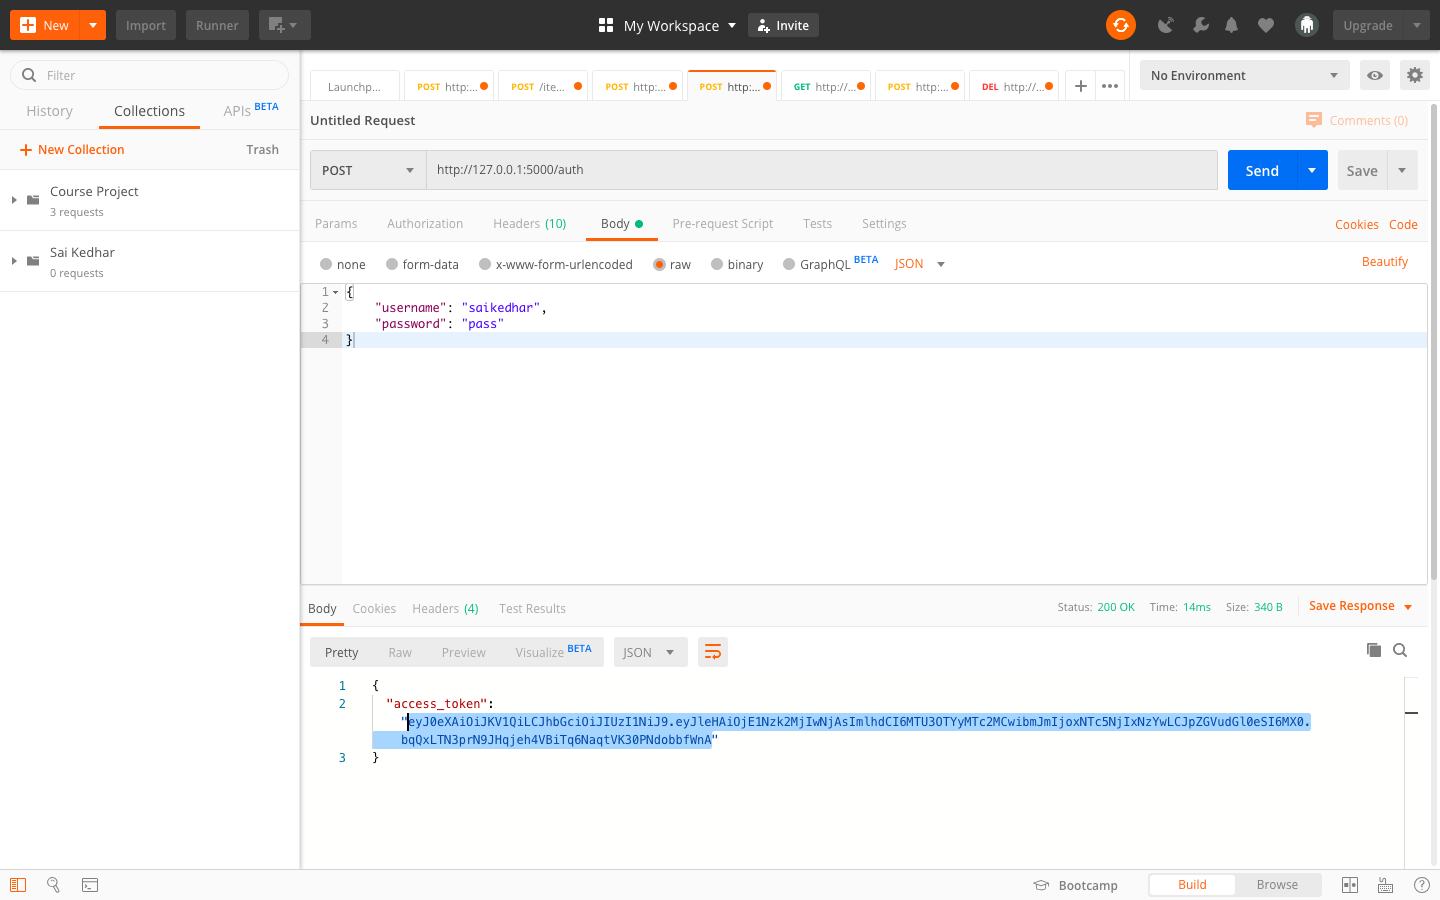 New
Import
Runner
My Workspace
Invite
Upgrade
Filter
History
Collections
APIs BETA
New Collection
Trash
Course Project
3 requests
Sai Kedhar
0 requests
Launchp...
POST http:...
POST /ite...
POST http:...
POST http:...
GET http://...
POST http:...
DEL http://...
No Environment
Untitled Request
Comments (0)
POST
http://127.0.0.1:5000/auth
Send
Save
Params
Authorization
Headers (10)
Body
Pre-request Script
Tests
Settings
Cookies
Code
none
form-data
x-www-form-urlencoded
raw
binary
GraphQL BETA
JSON
Beautify
1 {
2 "username": "saikedhar",
3 "password": "pass"
4 }
Body
Cookies
Headers (4)
Test Results
Status: 200 OK
Time: 14ms
Size: 340 B
Save Response
Pretty
Raw
Preview
Visualize BETA
JSON
1 {
2 "access_token":
"eyJ0eXAiOiJKV1QiLCJhbGciOiJIUzI1NiJ9.eyJleHAiOjE1Nzk2MjIwNjAsImlhdCI6MTU3OTYyMTc2MCwibmJmIjoxNTc5NjIxNzYwLCJpZGVudGl0eSI6MX0.
bqQxLTN3prN9JHqjeh4VBiTq6NaqtVK30PNdobbfWnA"
3 }
Bootcamp
Build
Browse